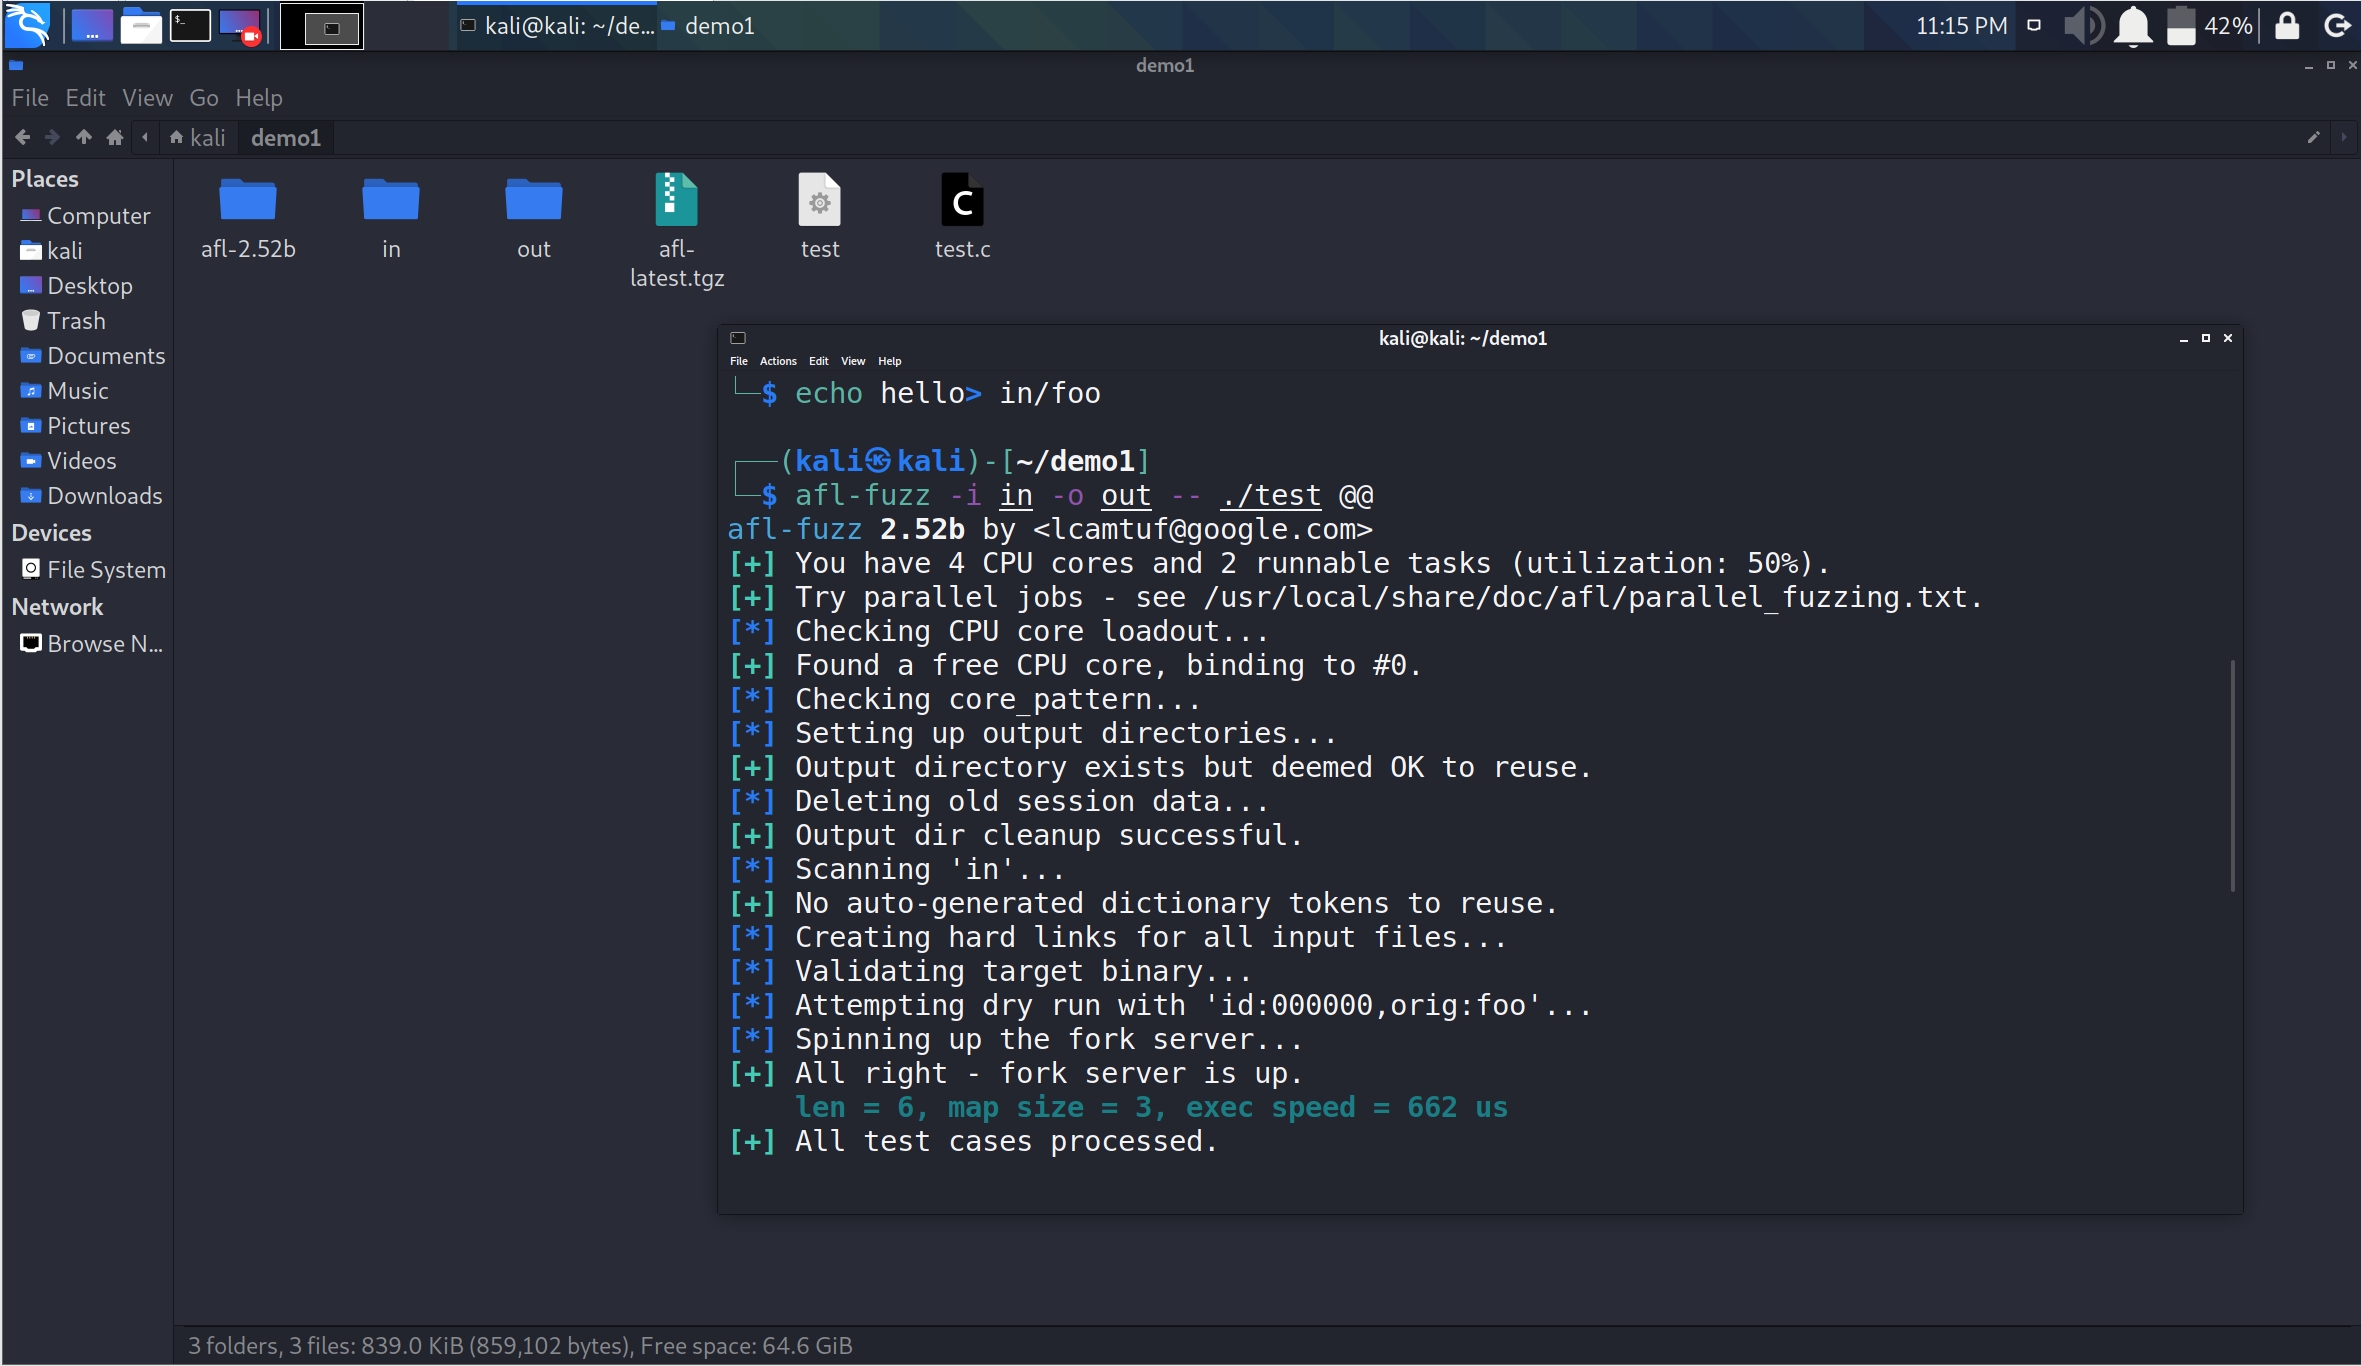 kali@kali: ~/de...
demo1
11:15 PM
42%
demo1
File Edit View Go Help
kali
demo1
Places
Computer
kali
Desktop
Trash
Documents
Music
Pictures
Videos
Downloads
Devices
File System
Network
Browse N...
afl-2.52b
in
out
afl-
latest.tgz
test
C
test.c
kali@kali: ~/demo1
File Actions Edit View Help
$ echo hello> in/foo
(kali㉿kali)-[~/demo1]
$ afl-fuzz -i in -o out -- ./test @@
afl-fuzz 2.52b by <lcamtuf@google.com>
[+] You have 4 CPU cores and 2 runnable tasks (utilization: 50%).
[+] Try parallel jobs - see /usr/local/share/doc/afl/parallel_fuzzing.txt.
[*] Checking CPU core loadout...
[+] Found a free CPU core, binding to #0.
[*] Checking core_pattern...
[*] Setting up output directories...
[+] Output directory exists but deemed OK to reuse.
[*] Deleting old session data...
[+] Output dir cleanup successful.
[*] Scanning 'in'...
[+] No auto-generated dictionary tokens to reuse.
[*] Creating hard links for all input files...
[*] Validating target binary...
[*] Attempting dry run with 'id:000000,orig:foo'...
[*] Spinning up the fork server...
[+] All right - fork server is up.
len = 6, map size = 3, exec speed = 662 us
[+] All test cases processed.
3 folders, 3 files: 839.0 KiB (859,102 bytes), Free space: 64.6 GiB